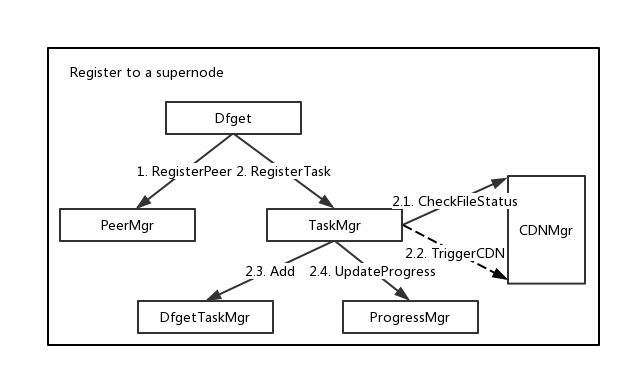 Register to a supernode
Dfget
1. RegisterPeer
2. RegisterTask
2.1. CheckFileStatus
PeerMgr
TaskMgr
CDNMgr
2.2. TriggerCDN
2.3. Add
2.4. UpdateProgress
DfgetTaskMgr
ProgressMgr